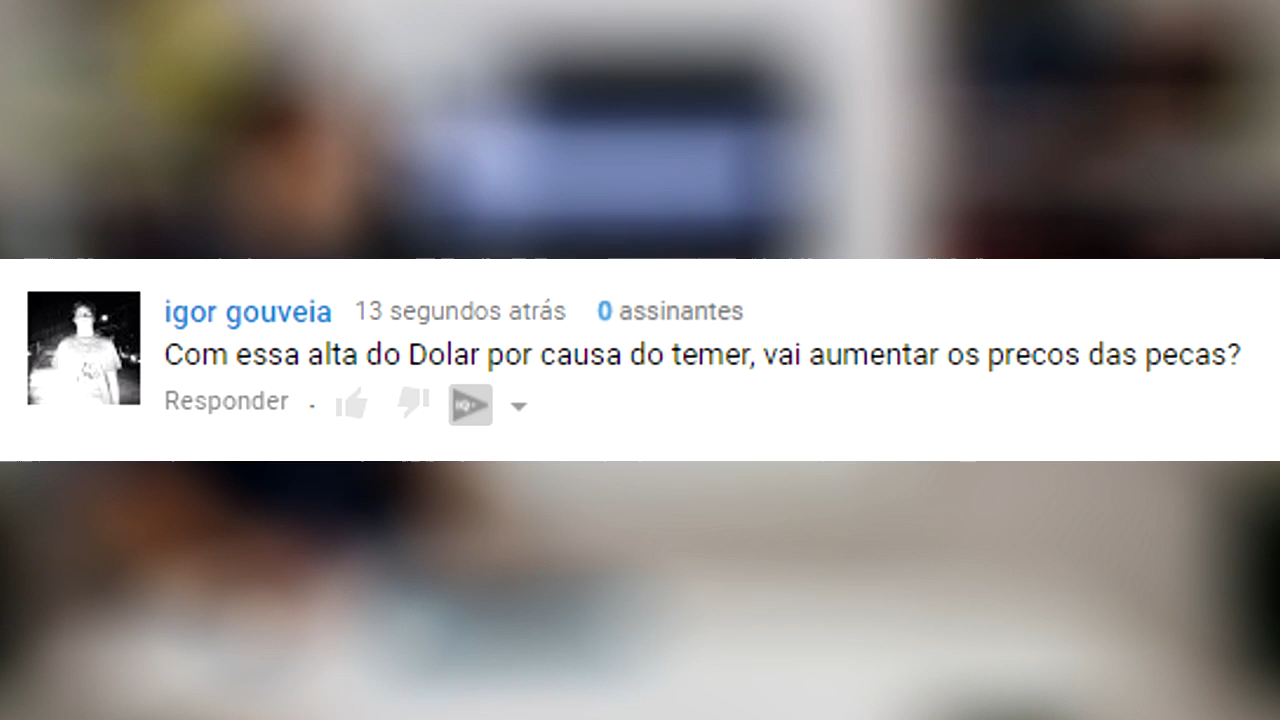 igor gouveia 13 segundos atrás 0 assinantes
Com essa alta do Dolar por causa do temer, vai aumentar os precos das pecas?
Responder .